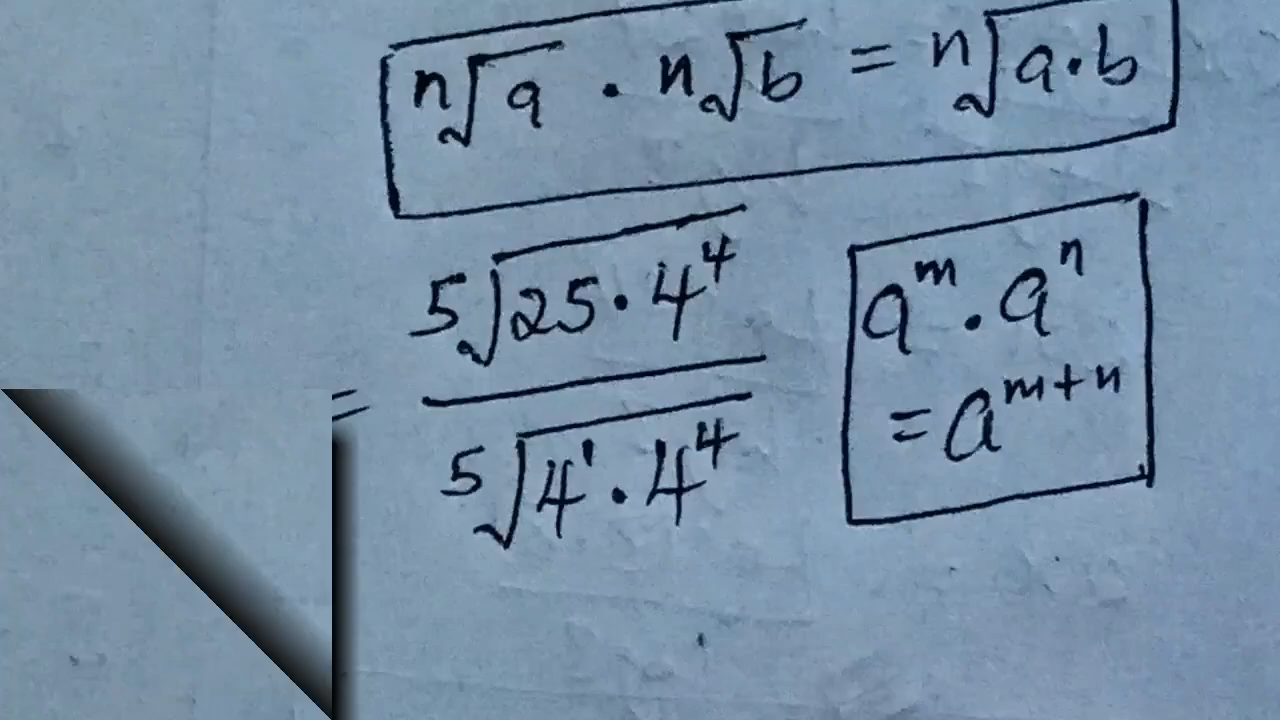 ⁿ√a · ⁿ√b = ⁿ√a·b
⁵√25·4⁴
aᵐ · aⁿ
=
= aᵐ⁺ⁿ
⁵√4¹·4⁴